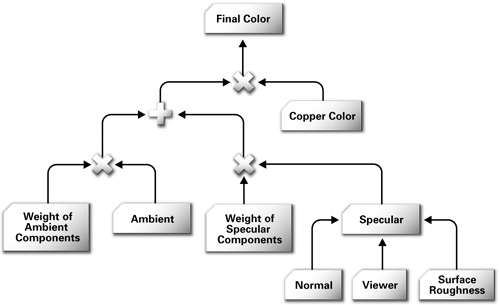 Final Color
Copper Color
Weight of
Ambient
Components
Ambient
Weight of
Specular
Components
Specular
Normal
Viewer
Surface
Roughness